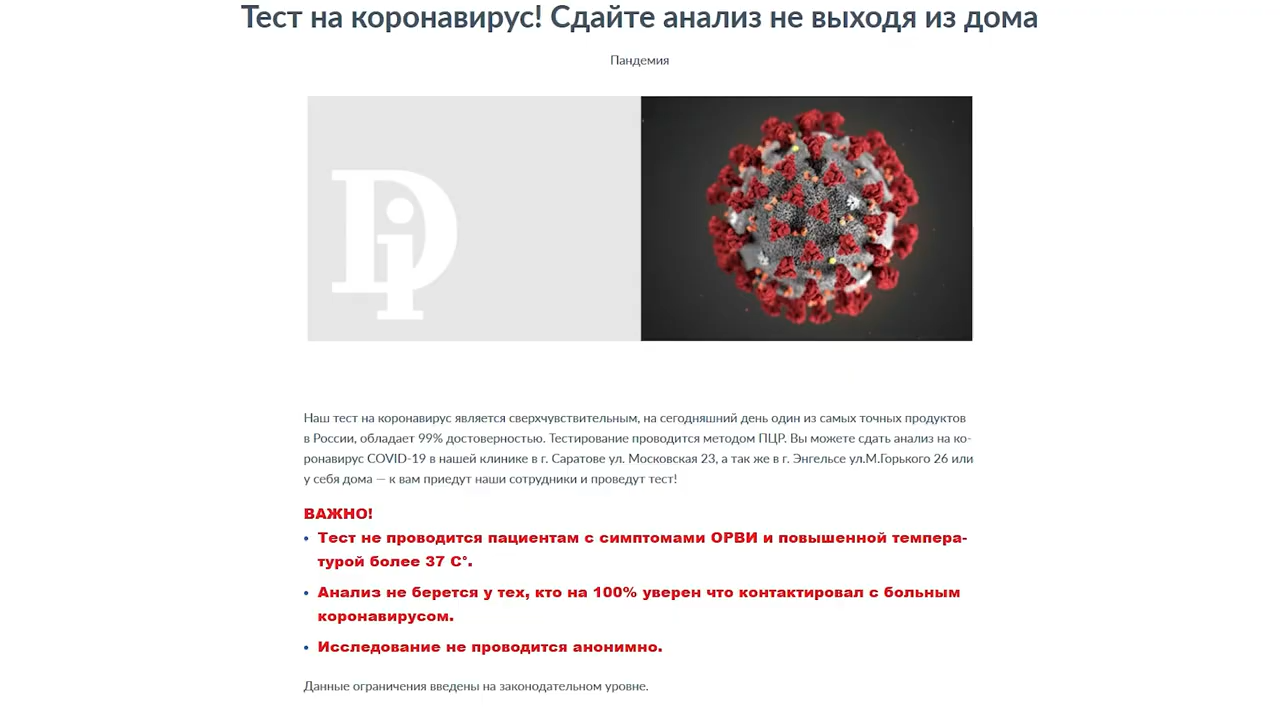 Тест на коронавирус! Сдайте анализ не выходя из дома
Пандемия
Di
Наш тест на коронавирус является сверхчувствительным, на сегодняшний день один из самых точных продуктов
в России, обладает 99% достоверностью. Тестирование проводится методом ПЦР. Вы можете сдать анализ на ко-
ронавирус COVID-19 в нашей клинике в г. Саратове ул. Московская 23, а так же в г. Энгельсе ул.М.Горького 26 или
у себя дома — к вам приедут наши сотрудники и проведут тест!
ВАЖНО!
• Тест не проводится пациентам с симптомами ОРВИ и повышенной темпера-
турой более 37 С°.
• Анализ не берется у тех, кто на 100% уверен что контактировал с больным
коронавирусом.
• Исследование не проводится анонимно.
Данные ограничения введены на законодательном уровне.